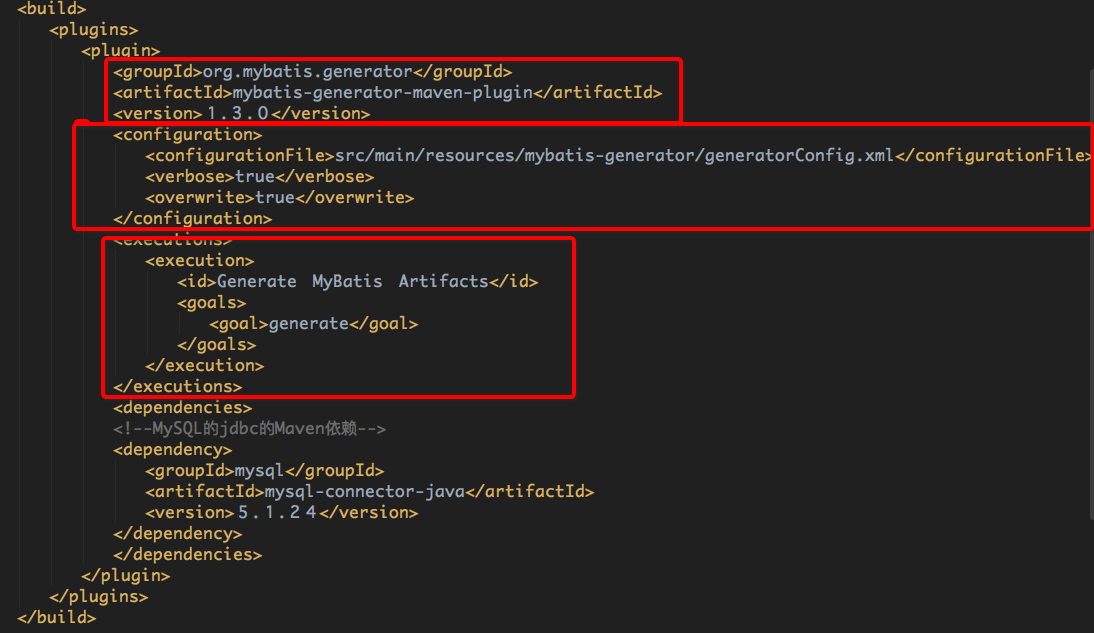 <build>
<plugins>
<plugin>
<groupId>org.mybatis.generator</groupId>
<artifactId>mybatis-generator-maven-plugin</artifactId>
<version>1.3.0</version>
<configuration>
<configurationFile>src/main/resources/mybatis-generator/generatorConfig.xml</configurationFile>
<verbose>true</verbose>
<overwrite>true</overwrite>
</configuration>
<executions>
<execution>
<id>Generate MyBatis Artifacts</id>
<goals>
<goal>generate</goal>
</goals>
</execution>
</executions>
<dependencies>
<!--MySQL的jdbc的Maven依赖-->
<dependency>
<groupId>mysql</groupId>
<artifactId>mysql-connector-java</artifactId>
<version>5.1.24</version>
</dependency>
</dependencies>
</plugin>
</plugins>
</build>